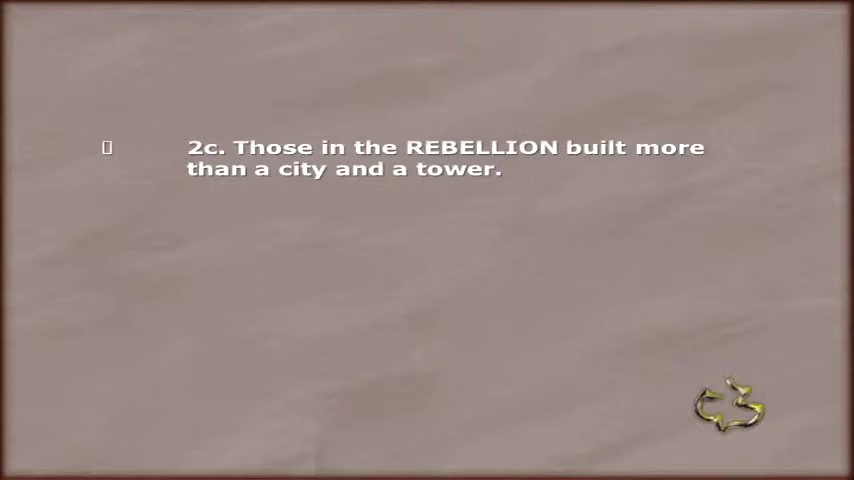 2c. Those in the REBELLION built more
than a city and a tower.